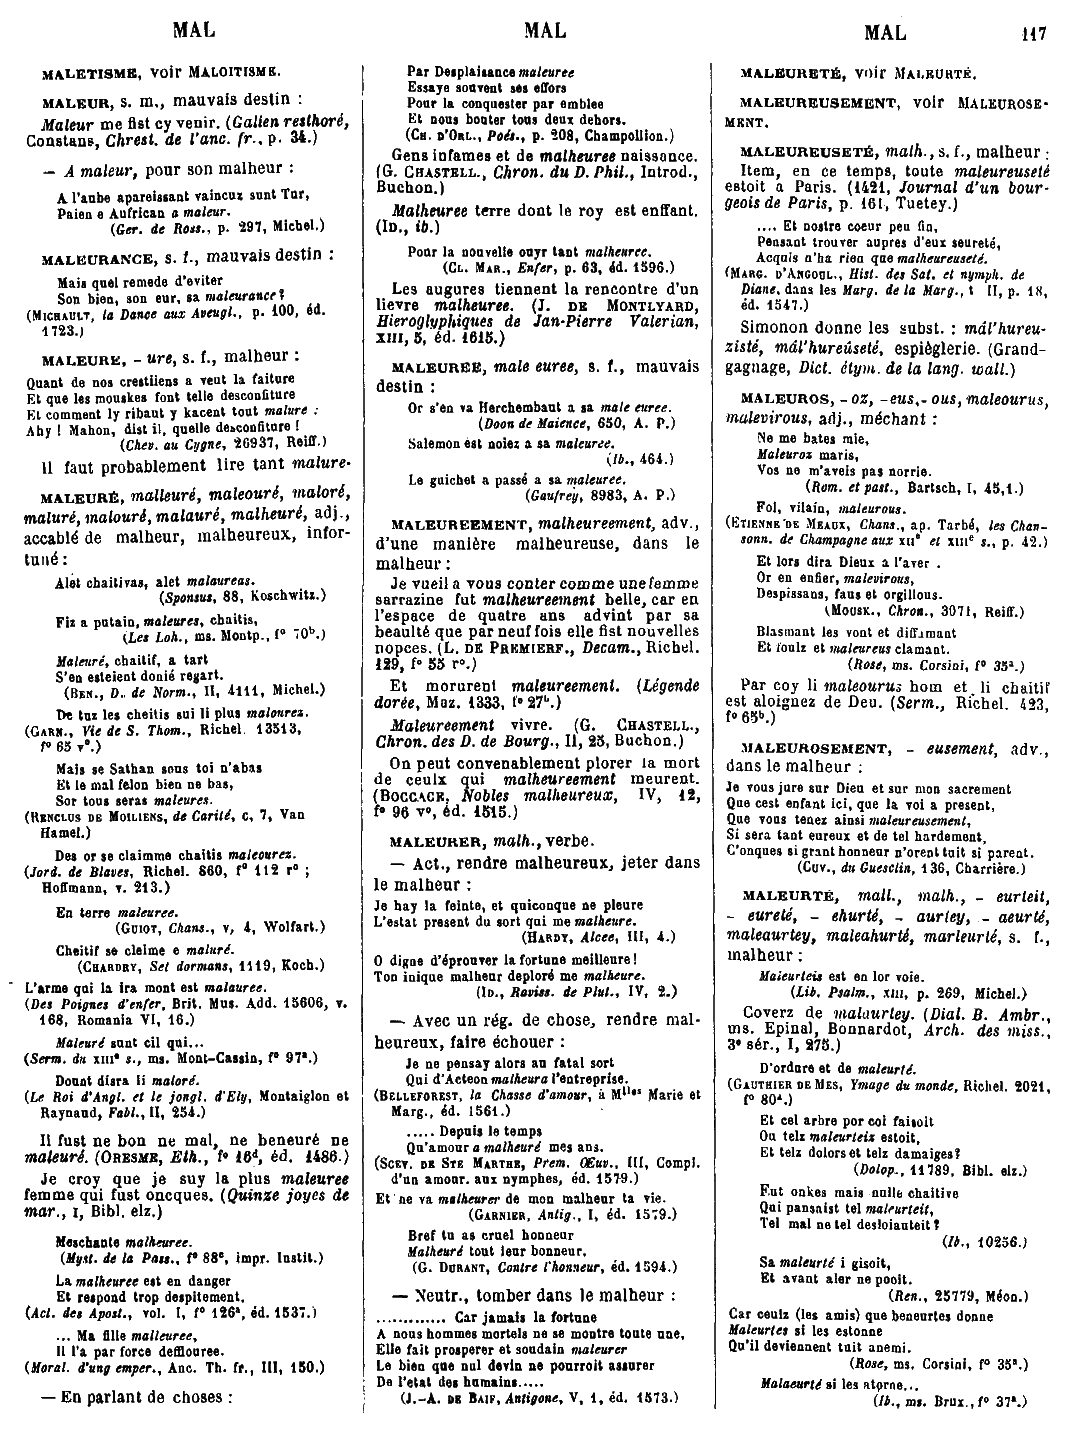 MAL
MAL
MAL
117
MALETISME, voir MALOITISME.
MALEUR, s. m., mauvais destin :
Maleur me fist cy venir. (Galien resthoré,
Constans, Chrest. de l'anc. fr., p. 34.)
— A maleur, pour son malheur :
A l'aube apareissant vaincuz sunt Tur,
Paien e Aufrican a maleur.
(Ger. de Ross., p. 297, Michel.)
MALEURANCE, s. f., mauvais destin :
Mais quel remede d'eviter
Son bien, son eur, sa maleurance ?
(MICHAULT, la Dance aux Aveugl., p. 100, éd.
1723.)
MALEURE, - ure, s. f., malheur :
Quant de nos crestiiens a veut la faiture
Et que les mouskes font telle desconfiture
Et comment ly ribaut y kacent tout malure :
Ahy ! Mahon, dist il, quelle desconfiture !
(Chev. au Cygne, 26937, Reiff.)
Il faut probablement lire tant malure.
MALEURÉ, malleuré, maleouré, maloré,
maluré, malouré, malauré, malheuré, adj.,
accablé de malheur, malheureux, infor-
tuné :
Alet chaitivas, alet malaureas.
(Sponsus, 88, Koschwitz.)
Fiz a putain, maleures, chaitis,
(Les Loh., ms. Montp., f° 70b.)
Maleuré, chaitif, a tart
S'en esteient donié regart.
(BEN., D. de Norm., II, 4111, Michel.)
De tuz les cheitis sui li plus malourez.
(GARN., Vie de S. Thom., Richel. 13513,
f° 65 v°.)
Mais se Sathan sous toi n'abas
Et le mal felon bien ne bas,
Sor tous seras maleures.
(RENCLUS DE MOILIENS, de Carité, c, 7, Van
Hamel.)
Des or se claimme chaitis maleourez.
(Jord. de Blaves, Richel. 860, f° 112 r° ;
Hoffmann, v. 213.)
En terre maleuree.
(GUIOT, Chans., v, 4, Wolfart.)
Cheitif se cleime e maluré.
(CHARDRY, Set dormans, 1119, Koch.)
L'arme qui la ira mont est malauree.
(Des Poignes d'enfer, Brit. Mus. Add. 15606, v.
168, Romania VI, 16.)
Maleuré sunt cil qui...
(Serm. du XIIIe s., ms. Mont-Cassin, f° 97a.)
Dount disra li maloré.
(Le Roi d'Angl. et le jongl. d'Ely, Montaiglon et
Raynaud, Fabl., II, 254.)
Il fust ne bon ne mal, ne beneuré ne
maleuré. (ORESME, Eth., f° 16d, éd. 1486.)
Je croy que je suy la plus maleuree
femme qui fust oncques. (Quinze joyes de
mar., I, Bibl. elz.)
Meschante malheuree.
(Myst. de la Pass., f° 88c, impr. Instit.)
La malheuree est en danger
Et respond trop despitement.
(Act. des Apost., vol. I, f° 126a, éd. 1537.)
... Ma fille malleuree,
Il l'a par force defflouree.
(Moral. d'ung emper., Anc. Th. fr., III, 150.)
— En parlant de choses :
Par Desplaisance maleuree
Essaye souvent ses effors
Pour la conquester par emblee
Et nous bouter tous deux dehors.
(CH. D'ORL., Poés., p. 208, Champollion.)
Gens infames et de malheuree naissance.
(G. CHASTELL., Chron. du D. Phil., Introd.,
Buchon.)
Malheuree terre dont le roy est enffant.
(ID., ib.)
Pour la nouvelle ouyr tant malheuree.
(CL. MAR., Enfer, p. 63, éd. 1596.)
Les augures tiennent la rencontre d'un
lievre malheuree. (J. DE MONTLYARD,
Hieroglyphiques de Jan-Pierre Valerian,
XIII, 5, éd. 1615.)
MALEUREE, male euree, s. f., mauvais
destin :
Or s'en va Herchembaut a sa male euree.
(Doon de Maience, 650, A. P.)
Salemon est noiez a sa maleuree.
(Ib., 464.)
Le guichet a passé a sa maleuree.
(Gaufrey, 8983, A. P.)
MALEUREEMENT, malheureement, adv.,
d'une manière malheureuse, dans le
malheur :
Je vueil a vous conter comme une femme
sarrazine fut malheureement belle, car en
l'espace de quatre ans advint par sa
beaulté que par neuf fois elle fist nouvelles
nopces. (L. DE PREMIERF., Decam., Richel.
129, f° 55 r°.)
Et morurent maleureement. (Légende
dorée, Maz. 1333, f° 27b.)
Maleureement vivre. (G. CHASTELL.,
Chron. des D. de Bourg., II, 25, Buchon.)
On peut convenablement plorer la mort
de ceulx qui malheureement meurent.
(BOCCACE, Nobles malheureux, IV, 12,
f° 96 v°, éd. 1515.)
MALEURER, malh., verbe.
— Act., rendre malheureux, jeter dans
le malheur :
Je hay la feinte, et quiconque ne pleure
L'estat present du sort qui me malheure.
(HARDY, Alcee, III, 4.)
O digne d'éprouver la fortune meilleure !
Ton inique malheur deploré me malheure.
(ID., Raviss. de Plut., IV, 2.)
— Avec un rég. de chose, rendre mal-
heureux, faire échouer :
Je ne pensay alors au fatal sort
Qui d'Acteon malheura l'entreprise.
(BELLEFOREST, la Chasse d'amour, à Mlles Marie et
Marg., éd. 1561.)
..... Depuis le temps
Qu'amour a malheuré mes ans.
(SCEV. DE STE MARTHE, Prem. Œuv., III, Compl.
d'un amour. aux nymphes, éd. 1579.)
Et ne va malheurer de mon malheur ta vie.
(GARNIER, Antig., I, éd. 1579.)
Bref tu as cruel honneur
Malheuré tout leur bonneur.
(G. DURANT, Contre l'honneur, éd. 1594.)
— Neutr., tomber dans le malheur :
............. Car jamais la fortune
A nous hommes mortels ne se montre toute une,
Elle fait prosperer et soudain maleurer
Le bien que nul devin ne pourroit assurer
De l'etat des humains.....
(J.-A. DE BAIF, Antigone, V, 1, éd. 1573.)
MALEURETÉ, voir MALEURTÉ.
MALEUREUSEMENT, voir MALEUROSE-
MENT.
MALEUREUSETÉ, malh., s. f., malheur :
Item, en ce temps, toute maleureuseté
estoit a Paris. (1421, Journal d'un bour-
geois de Paris, p. 161, Tuetey.)
.... Et nostre coeur peu fin,
Pensant trouver aupres d'eux seureté,
Acquis n'ha rien que malheureuseté.
(MARG. D'ANGOUL., Hist. des Sat. et nymph. de
Diane, dans les Marg. de la Marg., t II, p. 18,
éd. 1547.)
Simonon donne les subst. : mál'hureu-
zisté, mál'hureûseté, espièglerie. (Grand-
gagnage, Dict. étym. de la lang. wall.)
MALEUROS, - oz, -eus,- ous, maleourus,
malevirous, adj., méchant :
Ne me bates mie,
Maleuroz maris,
Vos ne m'aveis pas norrie.
(Rom. et past., Bartsch, I, 45,1.)
Fol, vilain, maleurous.
(ETIENNE DE MEAUX, Chans., ap. Tarbé, les Chan-
sonn. de Champagne aux XIIe et XIIIe s., p. 42.)
Et lors dira Dieux a l'aver .
Or en enfier, malevirous,
Despissans, faus et orgillous.
(MOUSK., Chron., 3071, Reiff.)
Blasmant les vont et diffamant
Et foulz et maleureus clamant.
(Rose, ms. Corsini, f° 35a.)
Par coy li maleourus hom et li chaitif
est aloignez de Deu. (Serm., Richel. 423,
f° 65b.)
MALEUROSEMENT, - eusement, adv.,
dans le malheur :
Je vous jure sur Dieu et sur mon sacrement
Que cest enfant ici, que la voi a present,
Que vous tenez ainsi maleureusement,
Si sera tant eureux et de tel hardement,
C'onques si grant honneur n'orent tuit si parent.
(CUV., du Guesclin, 136, Charrière.)
MALEURTÉ, mall., malh., - eurteit,
- eureté, - ehurté, - aurtey, - aeurté,
maleaurtey, maleahurté, marleurté, s. f.,
malheur :
Maleurteis est en lor voie.
(Lib. Psalm., XIII, p. 269, Michel.)
Coverz de malaurtey. (Dial. B. Ambr.,
ms. Epinal, Bonnardot, Arch. des miss.,
3e sér., I, 275.)
D'ordure et de maleurté.
(GAUTHIER DE MES, Ymage du monde, Richel. 2021,
f° 80a.)
Et cel arbre por coi faisoit
Ou telz maleurteis estoit,
Et telz dolors et telz damaiges?
(Dolop., 11789, Bibl. elz.)
Fut onkes mais nulle chaitive
Qui pansaist tel maleurteit,
Tel mal ne tel desloiauteit ?
(Ib., 10256.)
Sa maleurté i gisoit,
Et avant aler ne pooit.
(Ren., 25779, Méon.)
Car ceulz (les amis) que beneurtes donne
Maleurtes si les estonne
Qu'il deviennent tuit anemi.
(Rose, ms. Corsini, f° 35a.)
Malaeurté si les atorne...
(Ib., ms. Brux., f° 37a.)